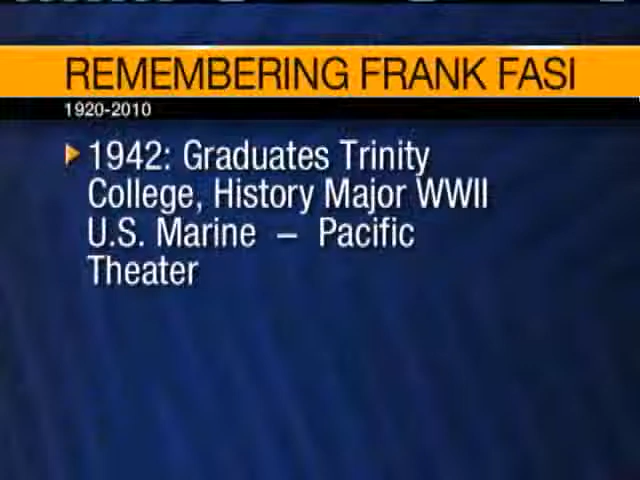 REMEMBERING FRANK FASI
1920-2010
1942: Graduates Trinity
College, History Major WWII
U.S. Marine – Pacific
Theater